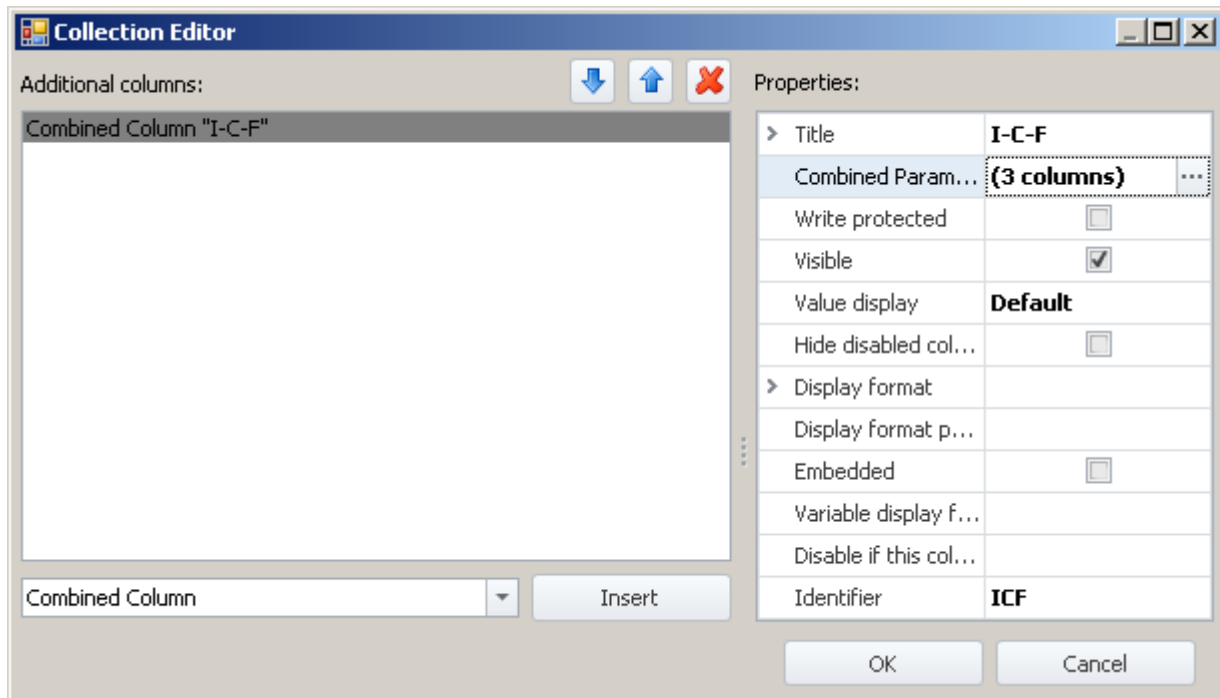 Collection Editor
Additional columns:
Properties:
Combined Column "I-C-F"
Title I-C-F
Combined Param... (3 columns) ...
Write protected
Visible
Value display Default
Hide disabled col...
Display format
Display format p...
Embedded
Variable display f...
Disable if this col...
Identifier ICF
Combined Column
Insert
OK
Cancel